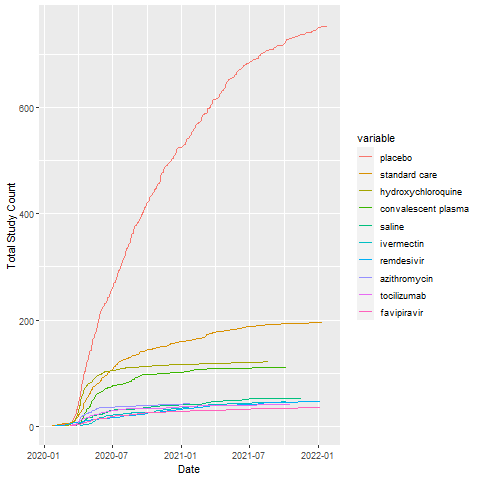 Total Study Count
600
400
200
0
2020-01
2020-07
2021-01
2021-07
2022-01
Date
variable
placebo
standard care
hydroxychloroquine
convalescent plasma
saline
ivermectin
remdesivir
azithromycin
tocilizumab
favipiravir